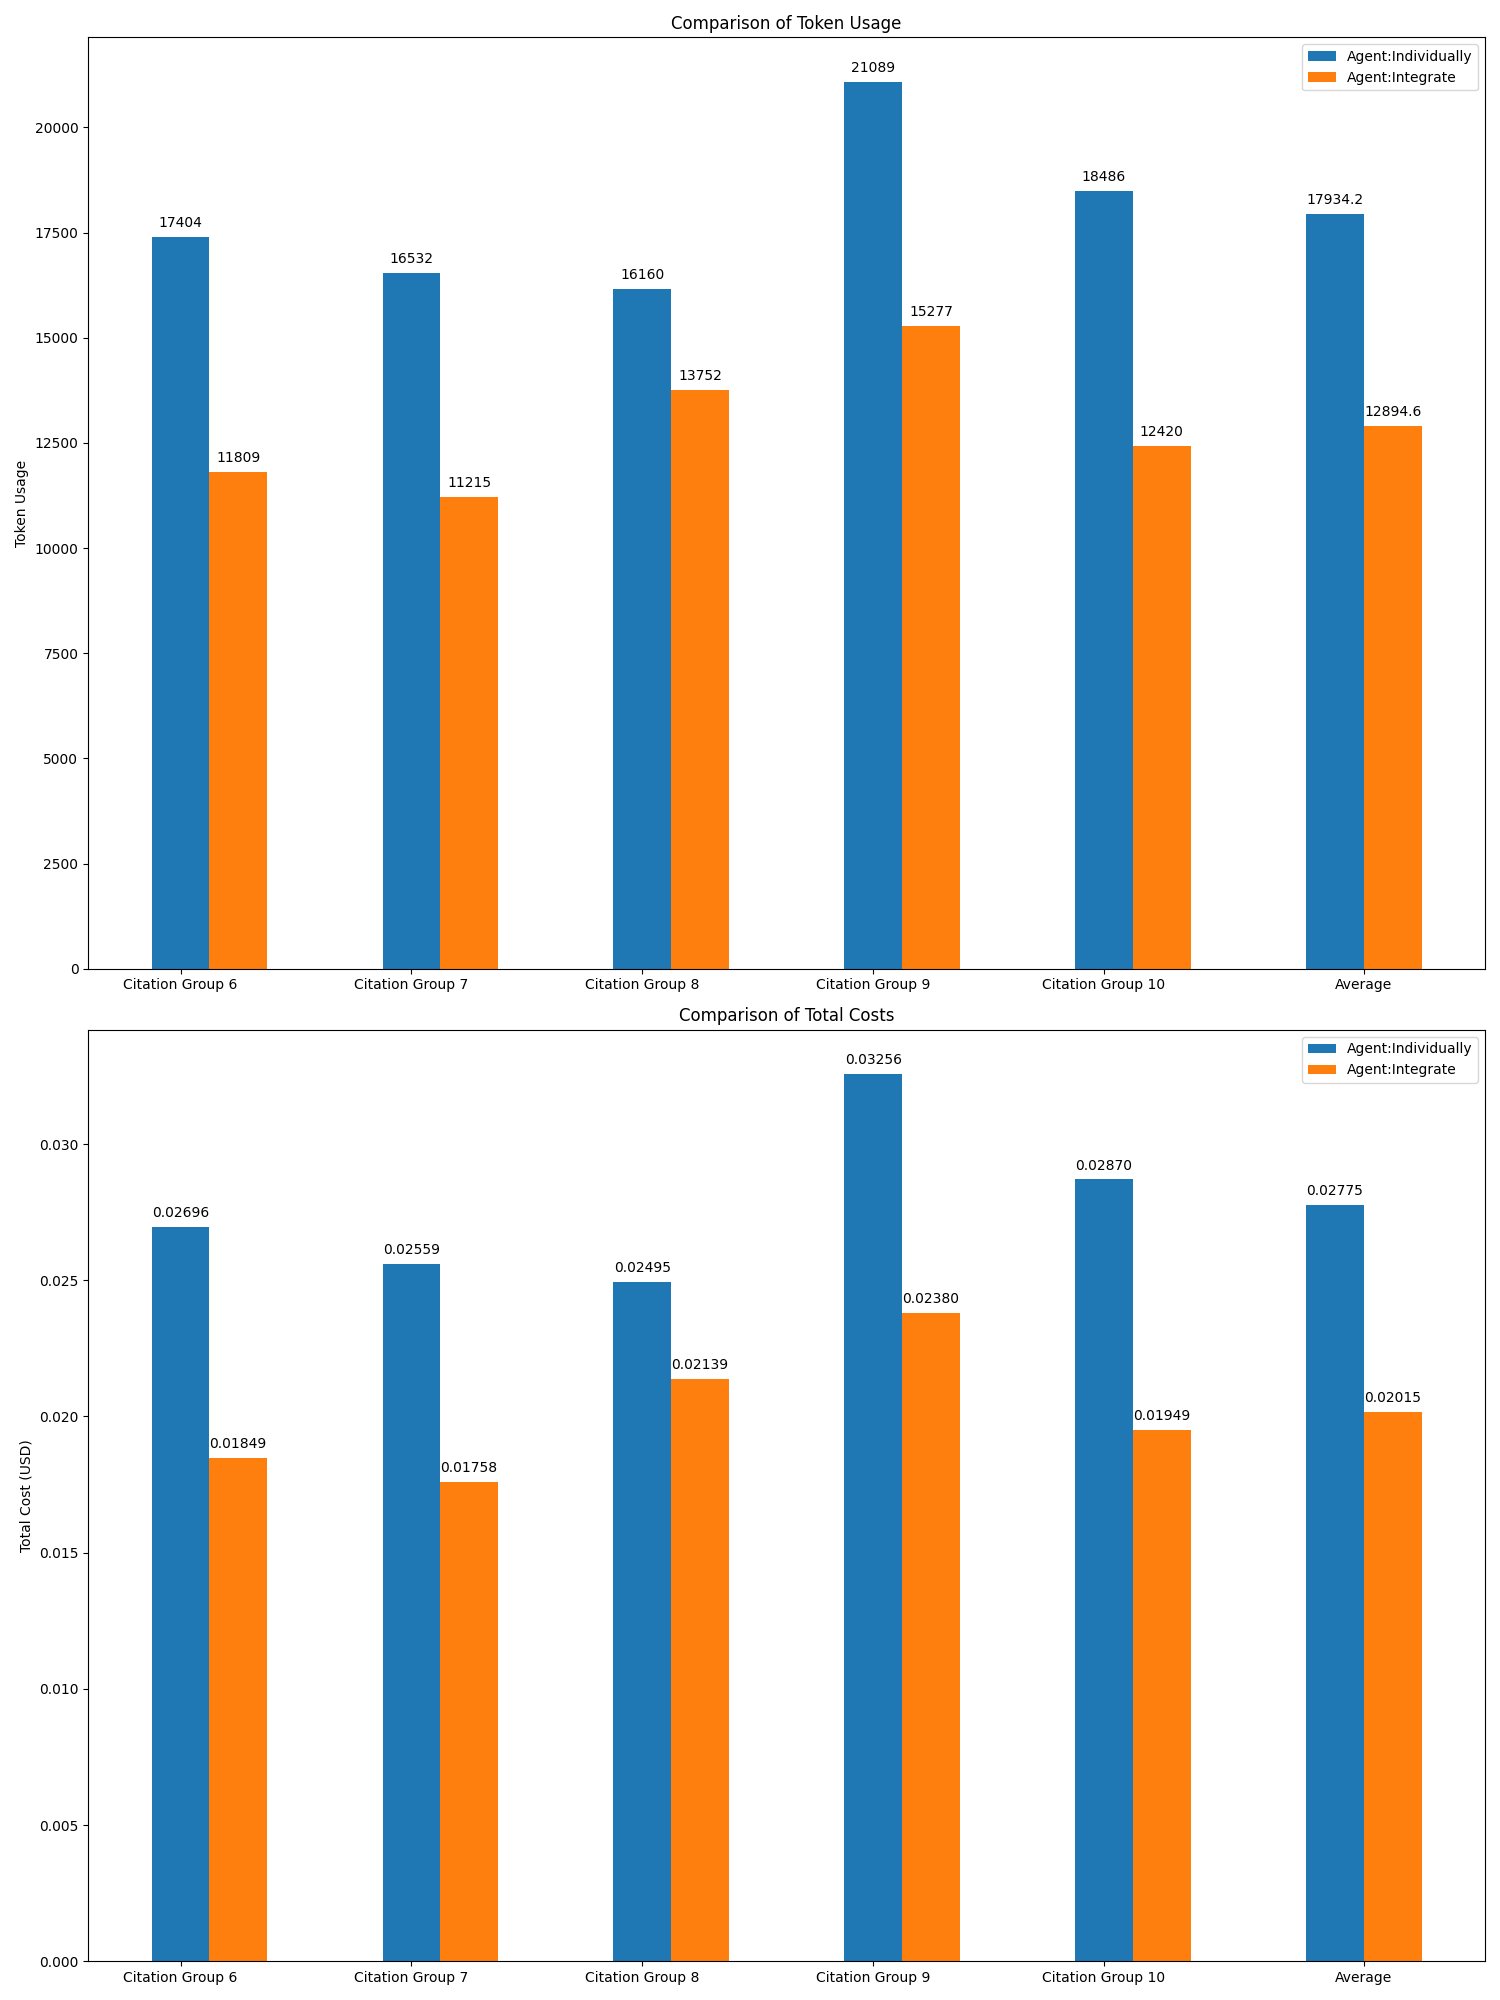 Comparison of Token Usage
Agent:Individually
Agent:Integrate
Token Usage
20000
17500
15000
12500
10000
7500
5000
2500
0
17404
11809
16532
11215
16160
13752
21089
15277
18486
12420
17934.2
12894.6
Citation Group 6
Citation Group 7
Citation Group 8
Citation Group 9
Citation Group 10
Average
Comparison of Total Costs
Agent:Individually
Agent:Integrate
Total Cost (USD)
0.030
0.025
0.020
0.015
0.010
0.005
0.000
0.02696
0.01849
0.02559
0.01758
0.02495
0.02139
0.03256
0.02380
0.02870
0.01949
0.02775
0.02015
Citation Group 6
Citation Group 7
Citation Group 8
Citation Group 9
Citation Group 10
Average